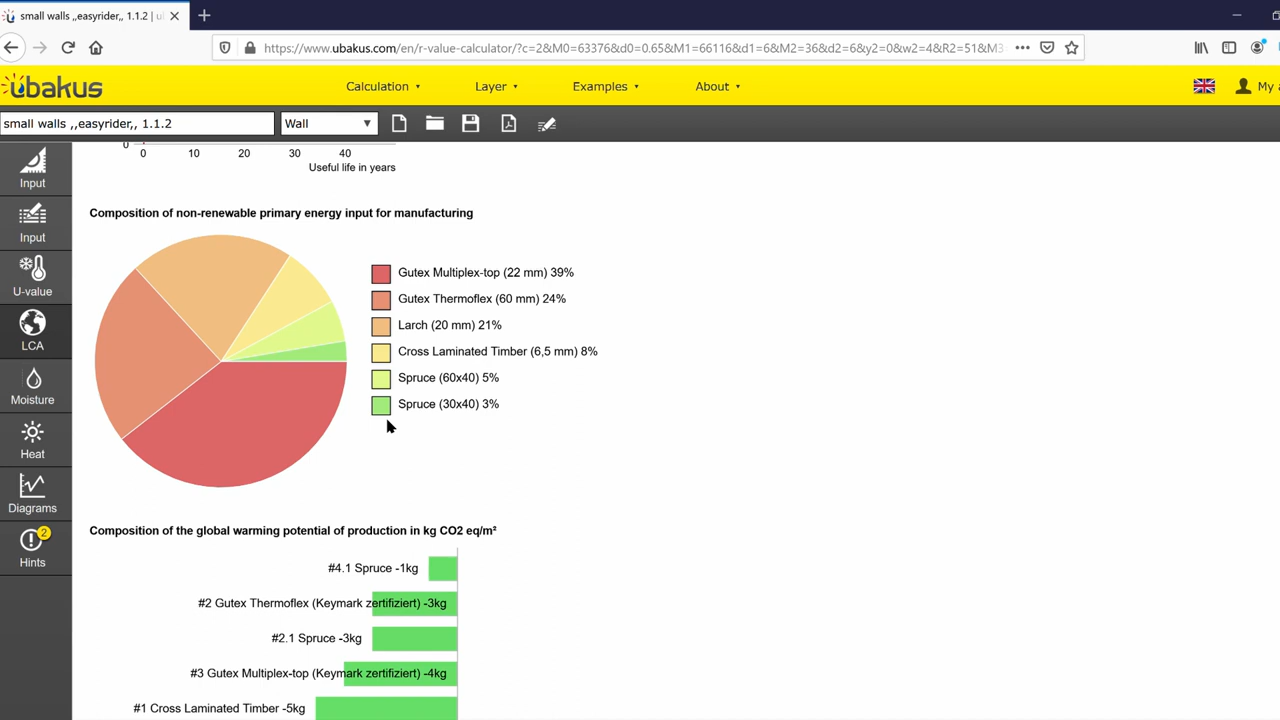 small walls ,,easyrider,, 1.1.2 | u
https://www.ubakus.com/en/r-value-calculator/?c=2&M0=63376&d0=0.65&M1=66116&d1=6&M2=36&d2=6&y2=0&w2=4&R2=51&M3
übakus
Calculation
Layer
Examples
About
My a
small walls ,,easyrider,, 1.1.2
Wall
Input
Input
U-value
LCA
Moisture
Heat
Diagrams
2
Hints
0
0 10 20 30 40
Useful life in years
Composition of non-renewable primary energy input for manufacturing
Gutex Multiplex-top (22 mm) 39%
Gutex Thermoflex (60 mm) 24%
Larch (20 mm) 21%
Cross Laminated Timber (6,5 mm) 8%
Spruce (60x40) 5%
Spruce (30x40) 3%
Composition of the global warming potential of production in kg CO2 eq/m²
#4.1 Spruce -1kg
#2 Gutex Thermoflex (Keymark zertifiziert) -3kg
#2.1 Spruce -3kg
#3 Gutex Multiplex-top (Keymark zertifiziert) -4kg
#1 Cross Laminated Timber -5kg